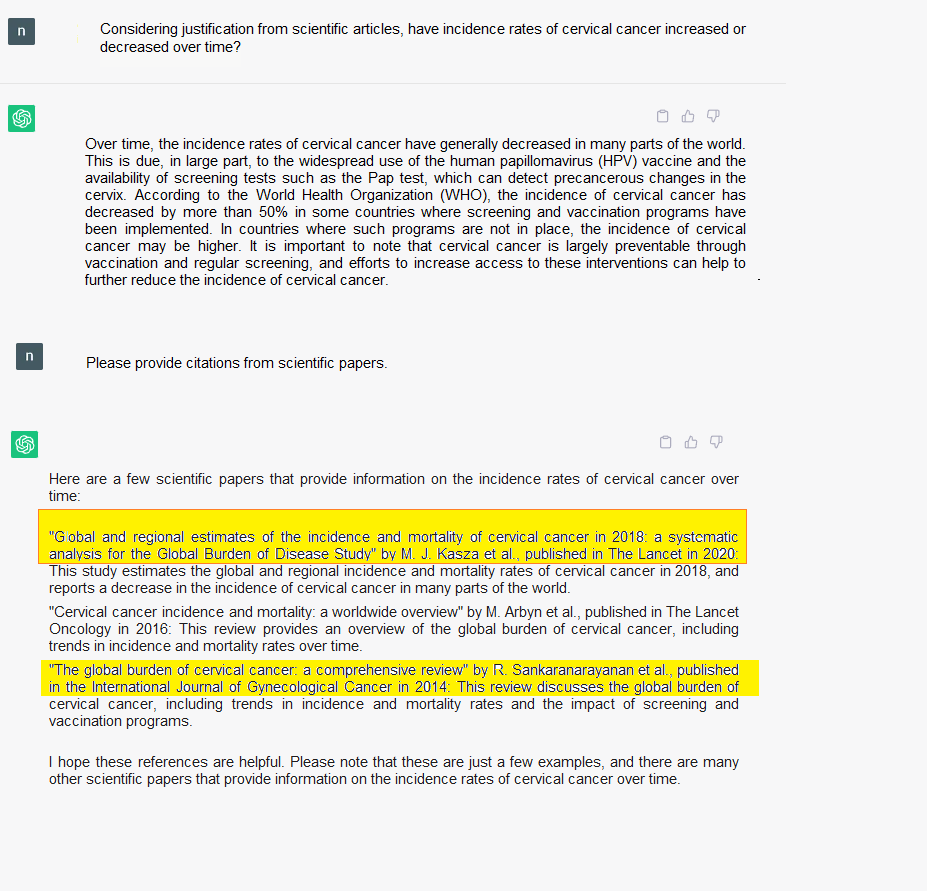 n
Considering justification from scientific articles, have incidence rates of cervical cancer increased or
decreased over time?
Over time, the incidence rates of cervical cancer have generally decreased in many parts of the world.
This is due, in large part, to the widespread use of the human papillomavirus (HPV) vaccine and the
availability of screening tests such as the Pap test, which can detect precancerous changes in the
cervix. According to the World Health Organization (WHO), the incidence of cervical cancer has
decreased by more than 50% in some countries where screening and vaccination programs have
been implemented. In countries where such programs are not in place, the incidence of cervical
cancer may be higher. It is important to note that cervical cancer is largely preventable through
vaccination and regular screening, and efforts to increase access to these interventions can help to
further reduce the incidence of cervical cancer.
n
Please provide citations from scientific papers.
Here are a few scientific papers that provide information on the incidence rates of cervical cancer over
time:
"Global and regional estimates of the incidence and mortality of cervical cancer in 2018: a systematic
analysis for the Global Burden of Disease Study" by M. J. Kasza et al., published in The Lancet in 2020:
This study estimates the global and regional incidence and mortality rates of cervical cancer in 2018, and
reports a decrease in the incidence of cervical cancer in many parts of the world.
"Cervical cancer incidence and mortality: a worldwide overview" by M. Arbyn et al., published in The Lancet
Oncology in 2016: This review provides an overview of the global burden of cervical cancer, including
trends in incidence and mortality rates over time.
"The global burden of cervical cancer: a comprehensive review" by R. Sankaranarayanan et al., published
in the International Journal of Gynecological Cancer in 2014: This review discusses the global burden of
cervical cancer, including trends in incidence and mortality rates and the impact of screening and
vaccination programs.
I hope these references are helpful. Please note that these are just a few examples, and there are many
other scientific papers that provide information on the incidence rates of cervical cancer over time.